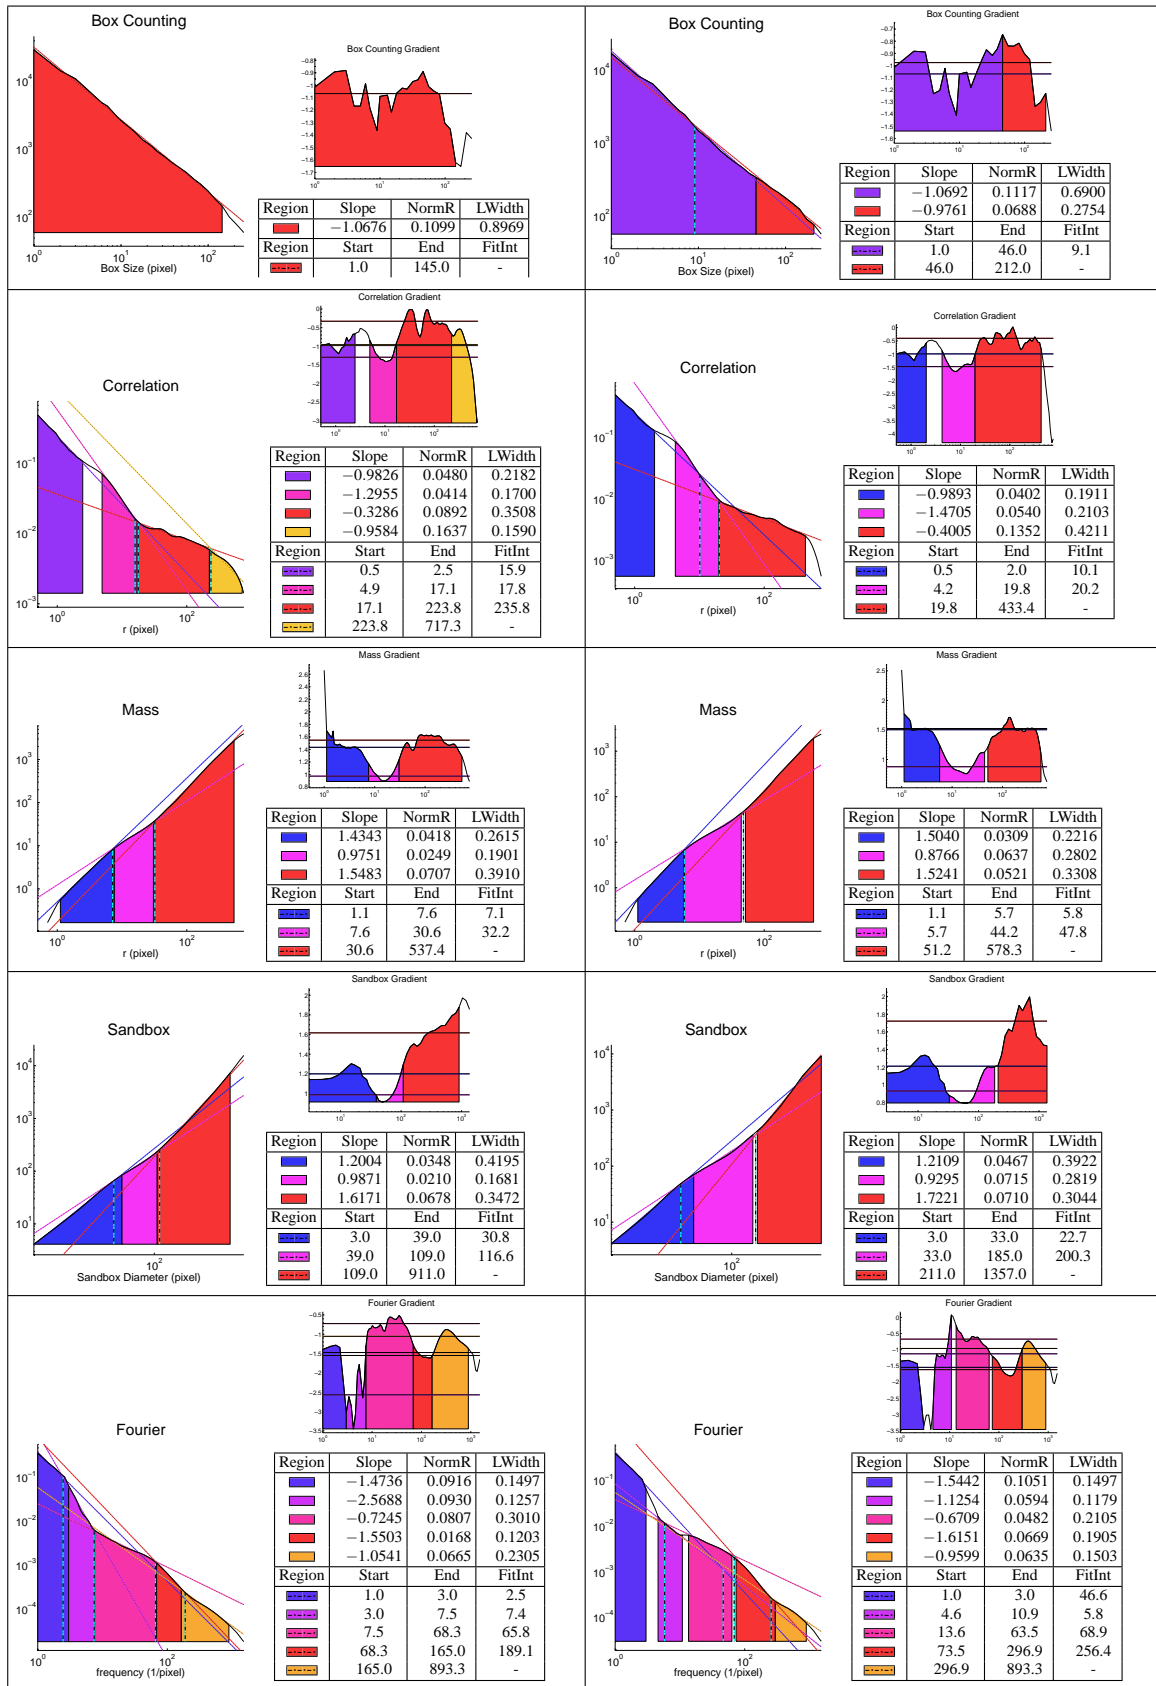 Box Counting
Box Counting Gradient
Region Slope NormR LWidth
−1.0676 0.1099 0.8969
Region Start End FitInt
1.0 145.0 -
Box Size (pixel)
Box Counting
Box Counting Gradient
Region Slope NormR LWidth
−1.0692 0.1117 0.6900
−0.9761 0.0688 0.2754
Region Start End FitInt
1.0 46.0 9.1
46.0 212.0 -
Box Size (pixel)
Correlation
Correlation Gradient
Region Slope NormR LWidth
−0.9826 0.0480 0.2182
−1.2955 0.0414 0.1700
−0.3286 0.0892 0.3508
−0.9584 0.1637 0.1590
Region Start End FitInt
0.5 2.5 15.9
4.9 17.1 17.8
17.1 223.8 235.8
223.8 717.3 -
r (pixel)
Correlation
Correlation Gradient
Region Slope NormR LWidth
−0.9893 0.0402 0.1911
−1.4705 0.0540 0.2103
−0.4005 0.1352 0.4211
Region Start End FitInt
0.5 2.0 10.1
4.2 19.8 20.2
19.8 433.4 -
r (pixel)
Mass
Mass Gradient
Region Slope NormR LWidth
1.4343 0.0418 0.2615
0.9751 0.0249 0.1901
1.5483 0.0707 0.3910
Region Start End FitInt
1.1 7.6 7.1
7.6 30.6 32.2
30.6 537.4 -
r (pixel)
Mass
Mass Gradient
Region Slope NormR LWidth
1.5040 0.0309 0.2216
0.8766 0.0637 0.2802
1.5241 0.0521 0.3308
Region Start End FitInt
1.1 5.7 5.8
5.7 44.2 47.8
51.2 578.3 -
r (pixel)
Sandbox
Sandbox Gradient
Region Slope NormR LWidth
1.2004 0.0348 0.4195
0.9871 0.0210 0.1681
1.6171 0.0678 0.3472
Region Start End FitInt
3.0 39.0 30.8
39.0 109.0 116.6
109.0 911.0 -
Sandbox Diameter (pixel)
Sandbox
Sandbox Gradient
Region Slope NormR LWidth
1.2109 0.0467 0.3922
0.9295 0.0715 0.2819
1.7221 0.0710 0.3044
Region Start End FitInt
3.0 33.0 22.7
33.0 185.0 200.3
211.0 1357.0 -
Sandbox Diameter (pixel)
Fourier
Fourier Gradient
Region Slope NormR LWidth
−1.4736 0.0916 0.1497
−2.5688 0.0930 0.1257
−0.7245 0.0807 0.3010
−1.5503 0.0168 0.1203
−1.0541 0.0665 0.2305
Region Start End FitInt
1.0 3.0 2.5
3.0 7.5 7.4
7.5 68.3 65.8
68.3 165.0 189.1
165.0 893.3 -
frequency (1/pixel)
Fourier
Fourier Gradient
Region Slope NormR LWidth
−1.5442 0.1051 0.1497
−1.1254 0.0594 0.1179
−0.6709 0.0482 0.2105
−1.6151 0.0669 0.1905
−0.9599 0.0635 0.1503
Region Start End FitInt
1.0 3.0 46.6
4.6 10.9 5.8
13.6 63.5 68.9
73.5 296.9 256.4
296.9 893.3 -
frequency (1/pixel)